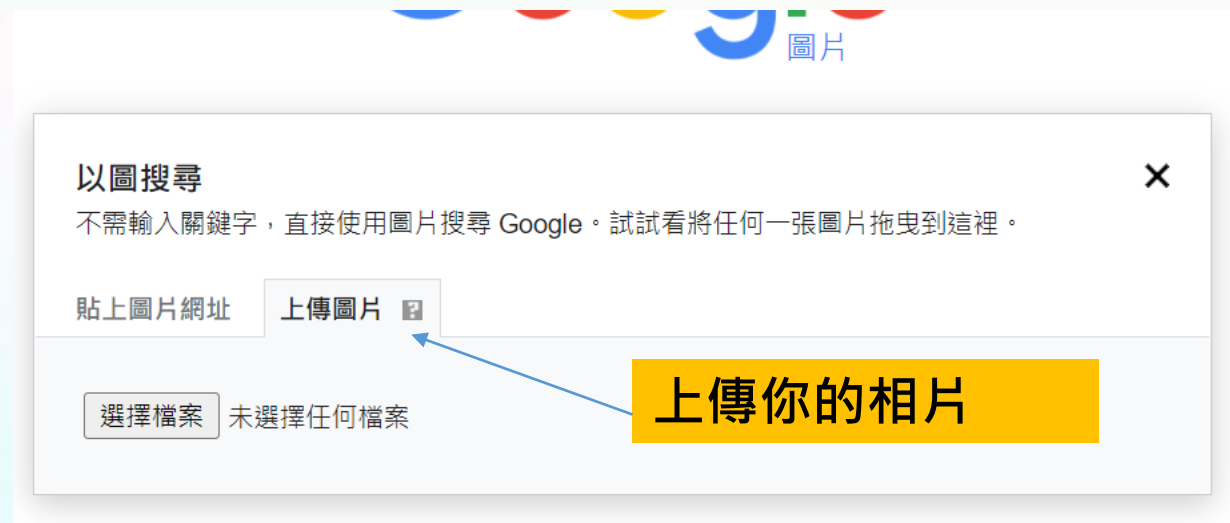 圖片
以圖搜尋
不需輸入關鍵字，直接使用圖片搜尋 Google。試試看將任何一張圖片拖曳到這裡。
貼上圖片網址 上傳圖片 ?
上傳你的相片
選擇檔案 未選擇任何檔案